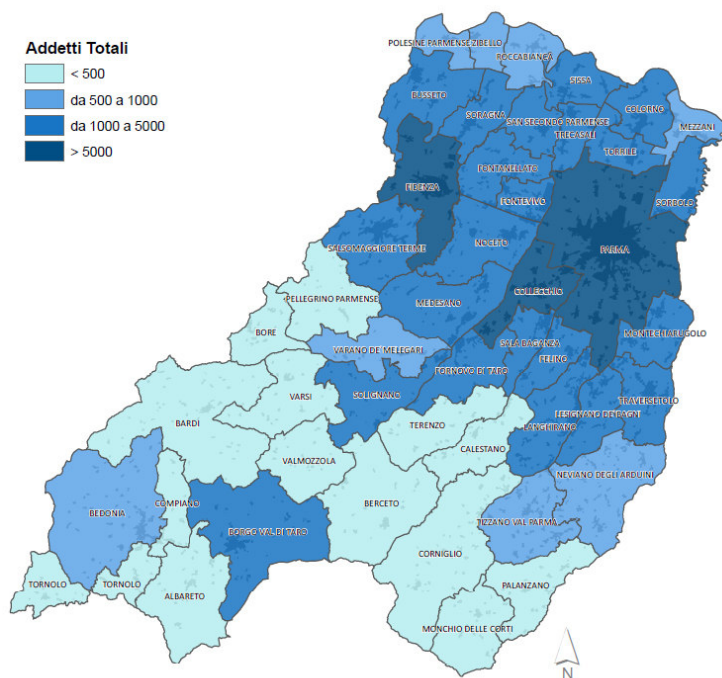 Addetti Totali
< 500
da 500 a 1000
da 1000 a 5000
> 5000
POLESINE PARMENSE
ZIBELLO
ROCCABIANCA
BUSSETO
SISSA
SORAGNA
SAN SECONDO PARMENSE
COLORNO
MEZZANI
TRECASALI
TORRILE
FIDENZA
FONTANELLATO
FONTEVIVO
SORBOLO
SALSOMAGGIORE TERME
NOCETO
PARMA
PELLEGRINO PARMENSE
MEDESANO
COLLECCHIO
BORE
VARANO DE' MELEGARI
SALA BAGANZA
MONTECHIARUGOLO
FELINO
FORNOVO DI TARO
VARSI
SOLIGNANO
TRAVERSETOLO
LESIGNANO DE'BAGNI
BARDI
TERENZO
LANGHIRANO
CALESTANO
VALMOZZOLA
NEVIANO DEGLI ARDUINI
COMPIANO
BERCETO
BEDONIA
BORGO VAL DI TARO
TIZZANO VAL PARMA
CORNIGLIO
TORNOLO
TORNOLO
ALBARETO
PALANZANO
MONCHIO DELLE CORTI
N